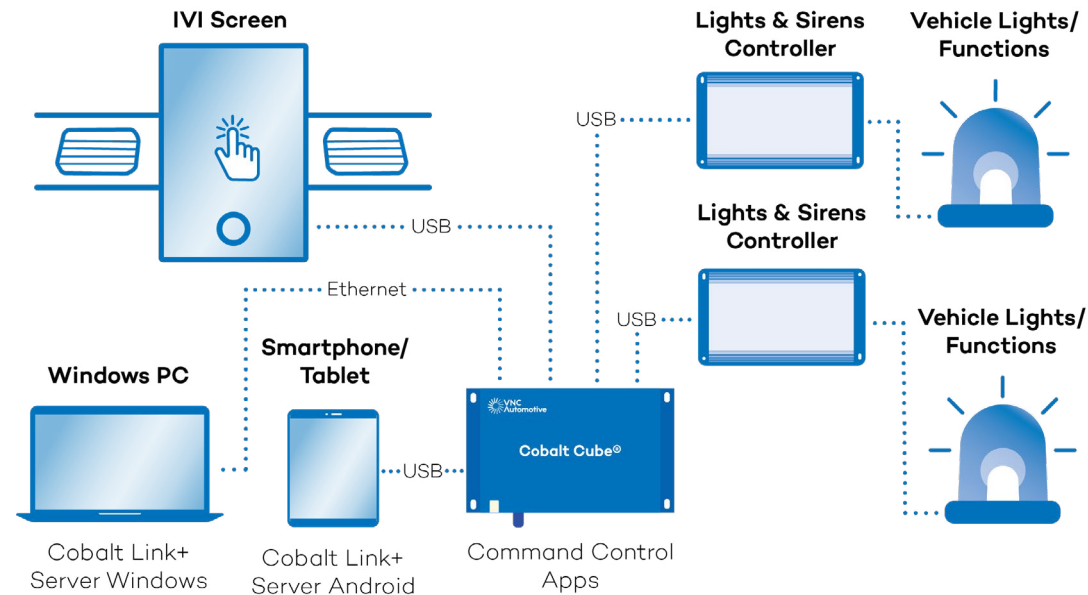 IVI Screen
Lights & Sirens
Controller
Vehicle Lights/
Functions
USB
Lights & Sirens
Controller
USB
Ethernet
USB
Vehicle Lights/
Functions
Windows PC
Smartphone/
Tablet
VNC
Automotive
Cobalt Cube®
USB
Cobalt Link+
Server Windows
Cobalt Link+
Server Android
Command Control
Apps